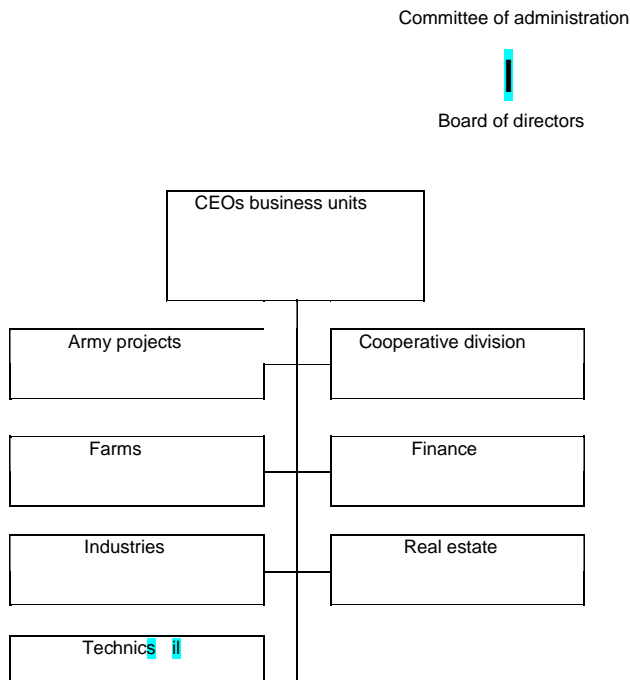 Committee of administration
Board of directors
CEOs business units
Army projects
Cooperative division
Farms
Finance
Industries
Real estate
Technics il